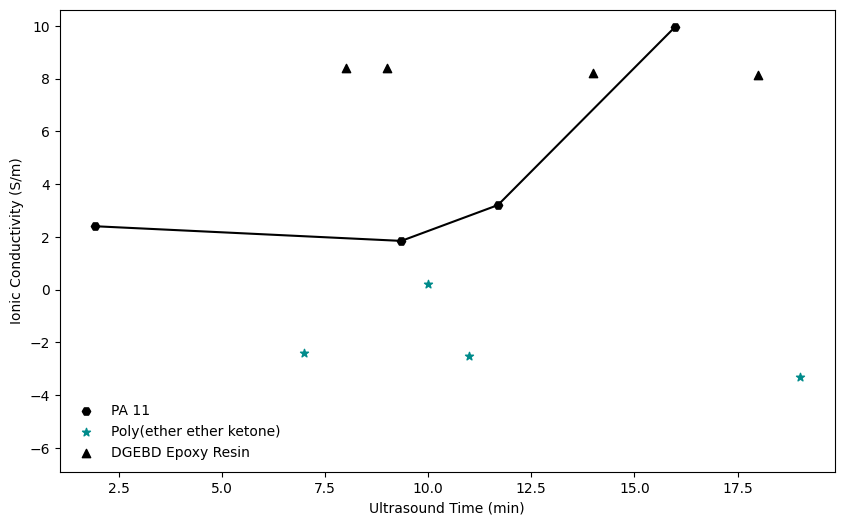 10
8
6
4
2
0
−2
−4
−6
Ionic Conductivity (S/m)
PA 11
Poly(ether ether ketone)
DGEBD Epoxy Resin
2.5 5.0 7.5 10.0 12.5 15.0 17.5
Ultrasound Time (min)